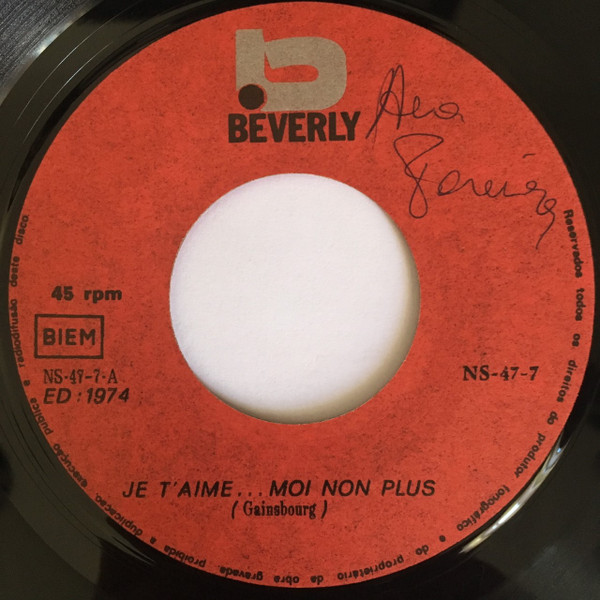 BEVERLY
Ana
45 rpm
BIEM
NS-47-7-A
ED : 1974
NS-47-7
JE T'AIME... MOI NON PLUS
( Gainsbourg )
Reservados todos os direitos do produtor fonográfico e do proprietário da obra gravada proibida a duplicação, execução pública e radiodifusão deste disco